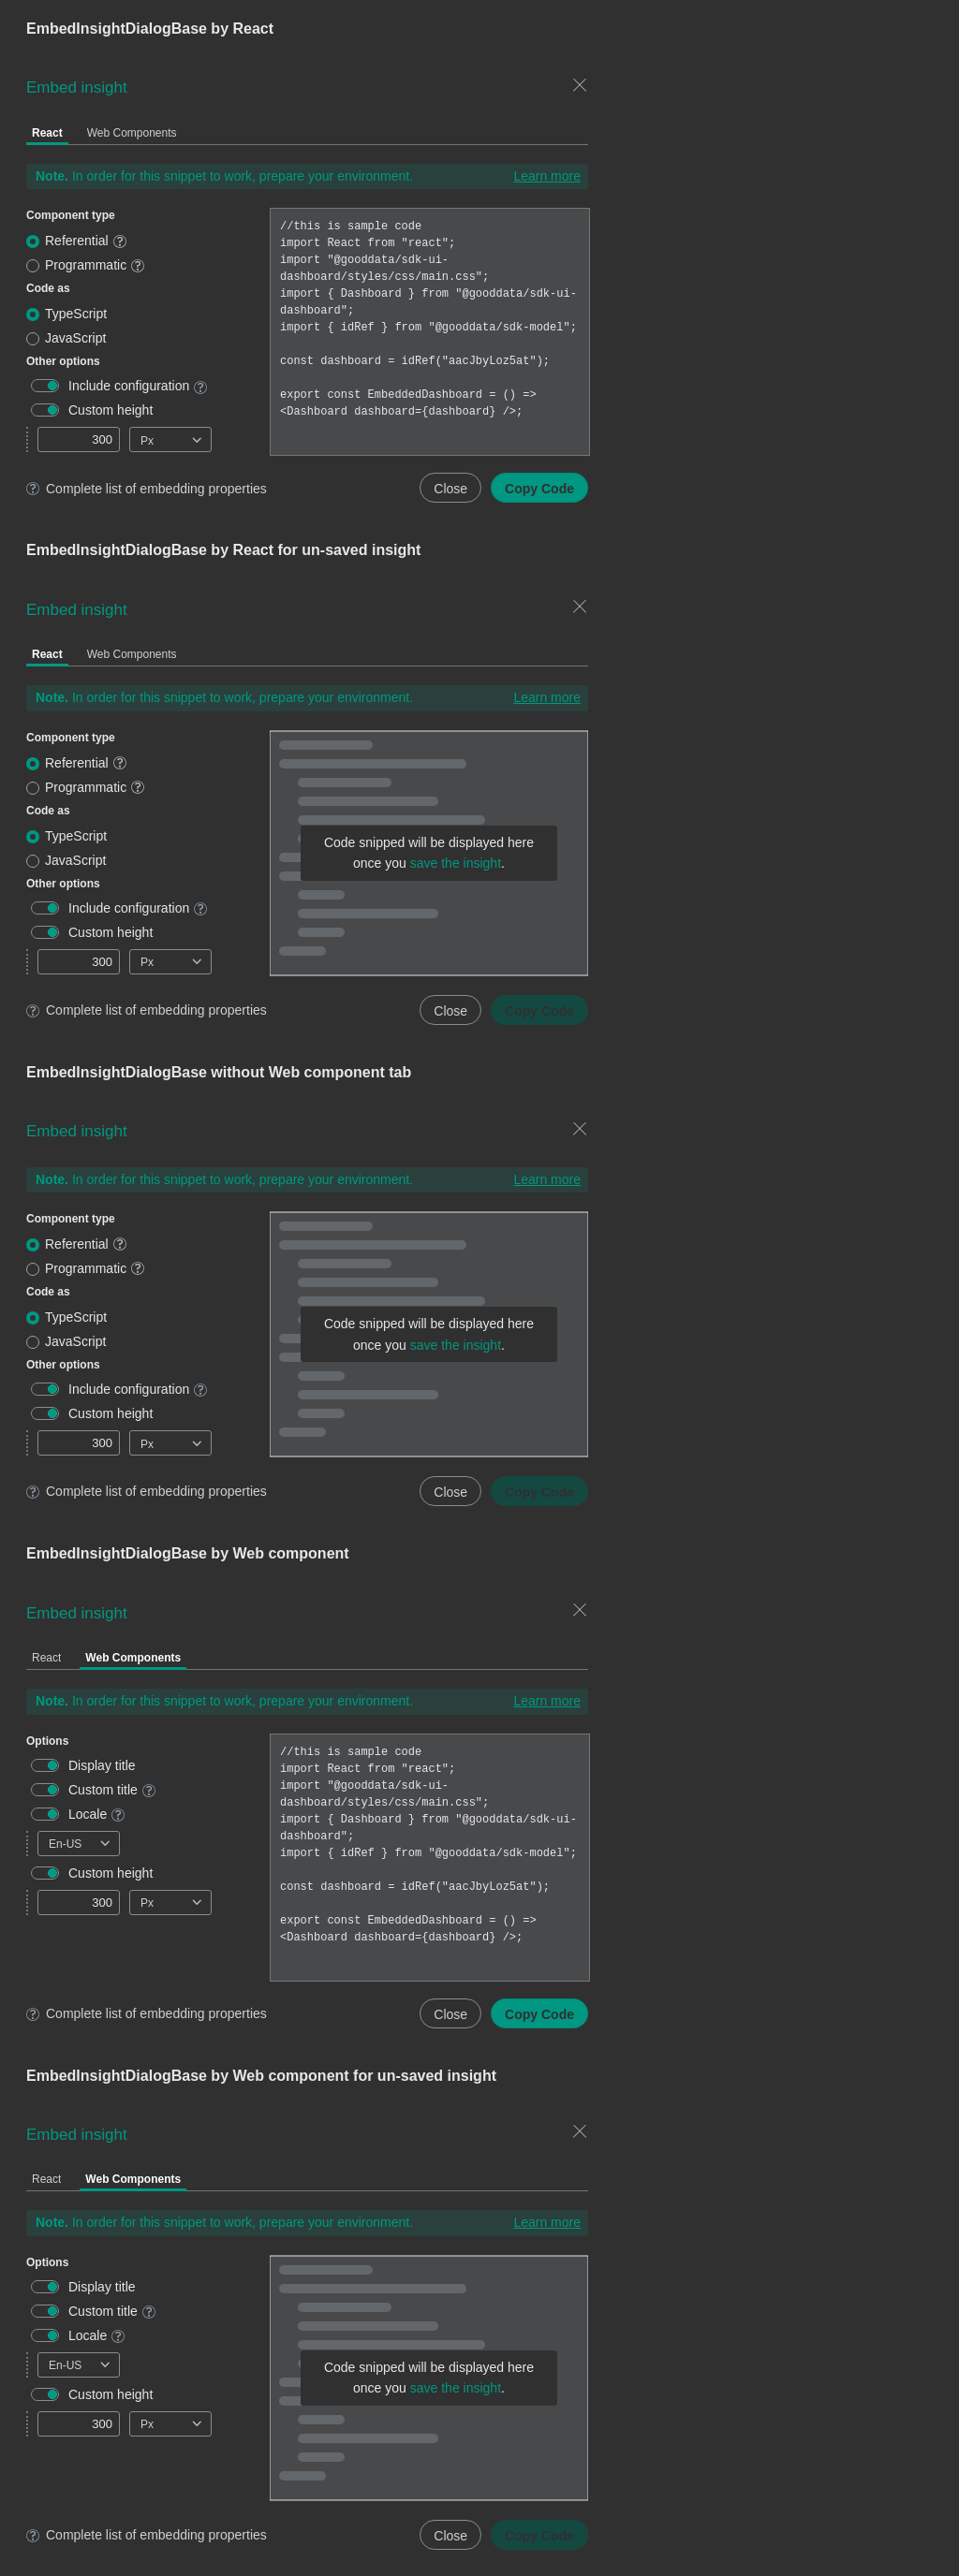 EmbedInsightDialogBase by React
Embed insight
React Web Components
Note. In order for this snippet to work, prepare your environment. Learn more
Component type
Referential ?
Programmatic ?
Code as
TypeScript
JavaScript
Other options
Include configuration ?
Custom height
300 Px
//this is sample code
import React from "react";
import "@gooddata/sdk-ui-
dashboard/styles/css/main.css";
import { Dashboard } from "@gooddata/sdk-ui-
dashboard";
import { idRef } from "@gooddata/sdk-model";
const dashboard = idRef("aacJbyLoz5at");
export const EmbeddedDashboard = () =>
<Dashboard dashboard={dashboard} />;
? Complete list of embedding properties Close Copy Code
EmbedInsightDialogBase by React for un-saved insight
Embed insight
React Web Components
Note. In order for this snippet to work, prepare your environment. Learn more
Component type
Referential ?
Programmatic ?
Code as
TypeScript
JavaScript
Other options
Include configuration ?
Custom height
300 Px
Code snipped will be displayed here
once you save the insight.
? Complete list of embedding properties Close Copy Code
EmbedInsightDialogBase without Web component tab
Embed insight
Note. In order for this snippet to work, prepare your environment. Learn more
Component type
Referential ?
Programmatic ?
Code as
TypeScript
JavaScript
Other options
Include configuration ?
Custom height
300 Px
Code snipped will be displayed here
once you save the insight.
? Complete list of embedding properties Close Copy Code
EmbedInsightDialogBase by Web component
Embed insight
React Web Components
Note. In order for this snippet to work, prepare your environment. Learn more
Options
Display title
Custom title ?
Locale ?
En-US
Custom height
300 Px
//this is sample code
import React from "react";
import "@gooddata/sdk-ui-
dashboard/styles/css/main.css";
import { Dashboard } from "@gooddata/sdk-ui-
dashboard";
import { idRef } from "@gooddata/sdk-model";
const dashboard = idRef("aacJbyLoz5at");
export const EmbeddedDashboard = () =>
<Dashboard dashboard={dashboard} />;
? Complete list of embedding properties Close Copy Code
EmbedInsightDialogBase by Web component for un-saved insight
Embed insight
React Web Components
Note. In order for this snippet to work, prepare your environment. Learn more
Options
Display title
Custom title ?
Locale ?
En-US
Custom height
300 Px
Code snipped will be displayed here
once you save the insight.
? Complete list of embedding properties Close Copy Code